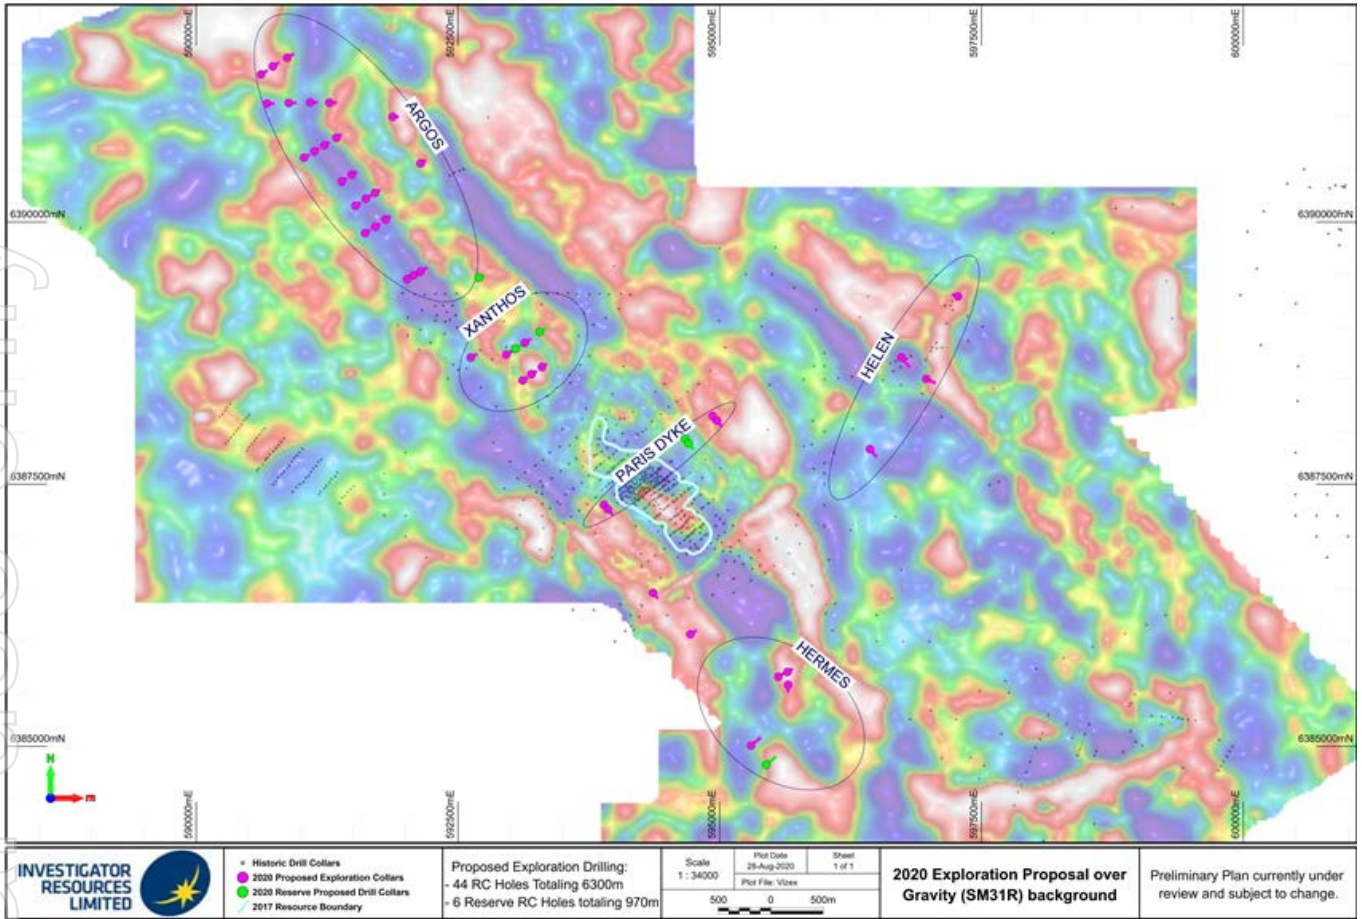 590000mE
592500mE
595000mE
597500mE
600000mE
ARGOS
6390000mN
6390000mN
XANTHOS
HELEN
PARIS DYKE
6387500mN
6387500mN
HERMES
6385000mN
6385000mN
N
E
590000mE
592500mE
595000mE
597500mE
600000mE
INVESTIGATOR
RESOURCES
LIMITED
Historic Drill Collars
2020 Proposed Exploration Collars
2020 Reserve Proposed Drill Collars
2017 Resource Boundary
Proposed Exploration Drilling:
- 44 RC Holes Totaling 6300m
- 6 Reserve RC Holes totaling 970m
Scale
1 : 34000
Plot Date
28-Aug-2020
Sheet
1 of 1
Plot File: Vizex
500 0 500m
2020 Exploration Proposal over
Gravity (SM31R) background
Preliminary Plan currently under
review and subject to change.